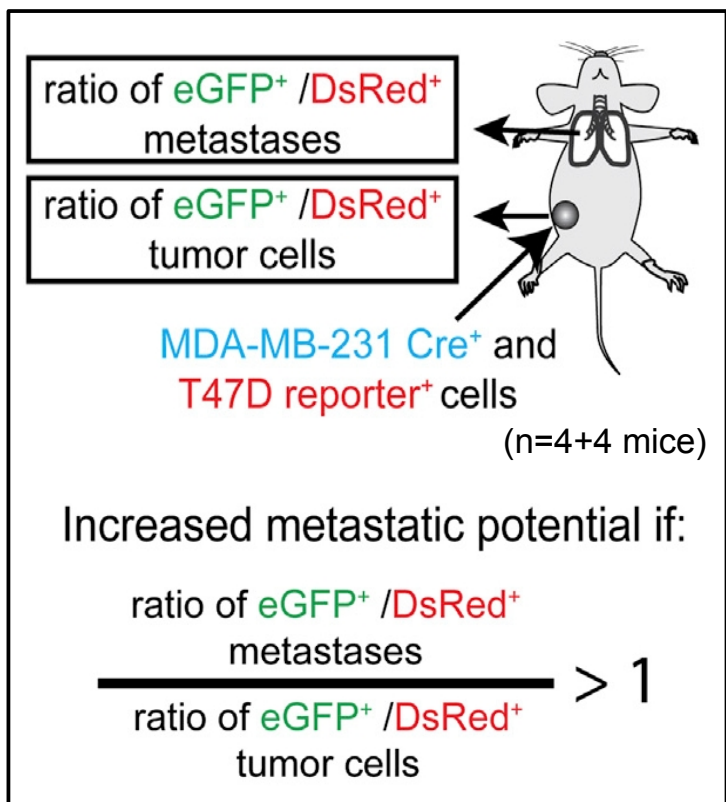 ratio of eGFP⁺ /DsRed⁺
metastases
ratio of eGFP⁺ /DsRed⁺
tumor cells
MDA-MB-231 Cre⁺ and
T47D reporter⁺ cells
(n=4+4 mice)
Increased metastatic potential if:
ratio of eGFP⁺ /DsRed⁺
metastases
> 1
ratio of eGFP⁺ /DsRed⁺
tumor cells